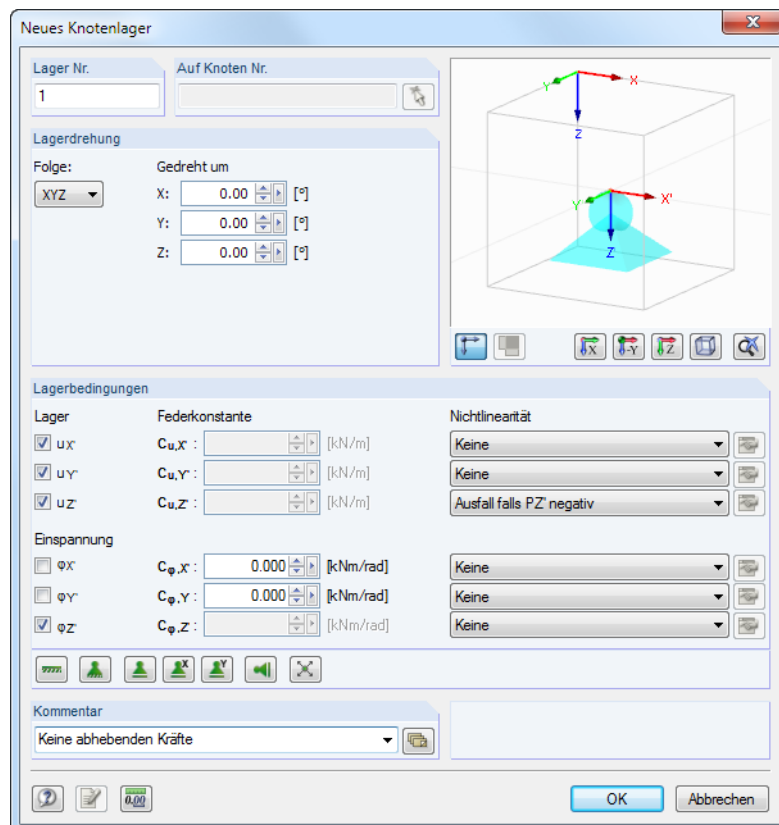 Neues Knotenlager
Lager Nr.
Auf Knoten Nr.
1
Lagerdrehung
Folge:
Gedreht um
XYZ
X: 0.00 [°]
Y: 0.00 [°]
Z: 0.00 [°]
Y X
Z
Y X'
Z
X -Y Z
Lagerbedingungen
Lager Federkonstante Nichtlinearität
uX' Cu,X' : [kN/m] Keine
uY' Cu,Y' : [kN/m] Keine
uZ' Cu,Z' : [kN/m] Ausfall falls PZ' negativ
Einspannung
φX' Cφ,X' : 0.000 [kNm/rad] Keine
φY' Cφ,Y' : 0.000 [kNm/rad] Keine
φZ' Cφ,Z' : [kNm/rad] Keine
X Y
Kommentar
Keine abhebenden Kräfte
0.00
OK Abbrechen